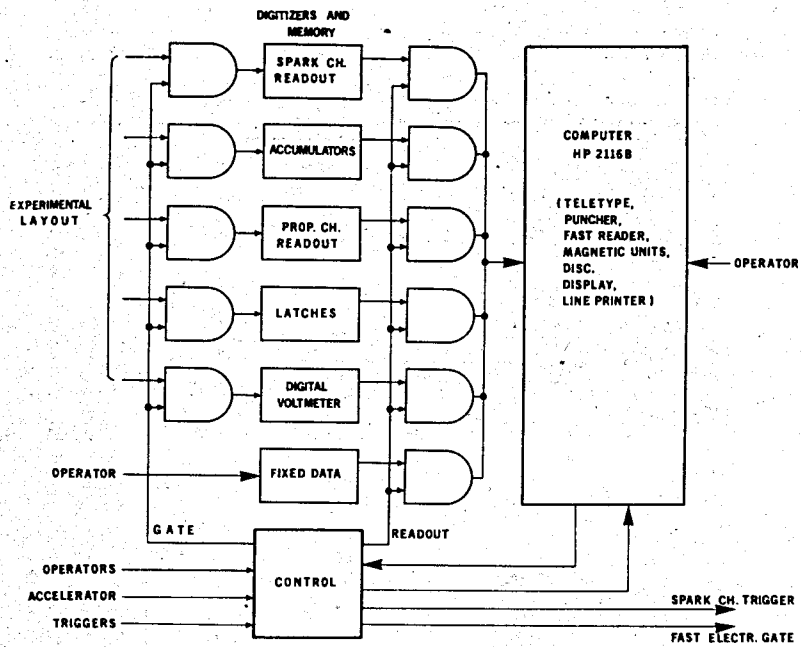 DIGITIZERS AND
MEMORY
SPARK CH.
READOUT
ACCUMULATORS
PROP. CH.
READOUT
LATCHES
DIGITAL
VOLTMETER
FIXED DATA
EXPERIMENTAL
LAYOUT
OPERATOR
GATE
READOUT
CONTROL
OPERATORS
ACCELERATOR
TRIGGERS
COMPUTER
HP 2116B
(TELETYPE,
PUNCHER,
FAST READER,
MAGNETIC UNITS,
DISC.
DISPLAY,
LINE PRINTER)
OPERATOR
SPARK CH. TRIGGER
FAST ELECTR. GATE